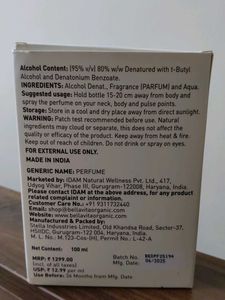 Alcohol Content: (95% v/v) 80% w/w Denatured with t-Butyl
Alcohol and Denatonium Benzoate.
INGREDIENTS: Alcohol Denat., Fragrance (PARFUM) and Aqua.
Suggested usage: Hold bottle 15-20 cm away from body and
spray the perfume on your neck, body and pulse points.
STORAGE: Store in a cool and dry place away from direct sunlight.
WARNING: Patch test recommended before use. Natural
ingredients may cloud or separate, this does not affect the
quality or efficacy of the product. Keep away from heat & fire.
Keep out of reach of children. Do not drink or spray on eyes.
FOR EXTERNAL USE ONLY.
MADE IN INDIA
GENERIC NAME: PERFUME
Marketed by: IDAM Natural Wellness Pvt. Ltd., 417,
Udyog Vihar, Phase III, Gurugram-122008, Haryana, India.
Please contact IDAM at the above address, for any
product related complaint or information.
Customer Care No.: +91 9311732440
Email: shop@bellavitaorganic.com
Website: www.bellavitaorganic.com
Manufactured & Packed by:
Stella Industries Limited, Old Khandsa Road, Sector-37,
HSIIDC, Gurugram-122 004, Haryana, India.
M. L. No.: M.123-Cos(H), Permit No. L-42-A
Net Quantity: 100 ml
MRP: ₹ 1299.00
(Incl. of all taxes)
USP: ₹ 12.99 per ml
Batch No.
Mfg. Date: 04/2025
Use Before: 36 Months from Mfg. Date